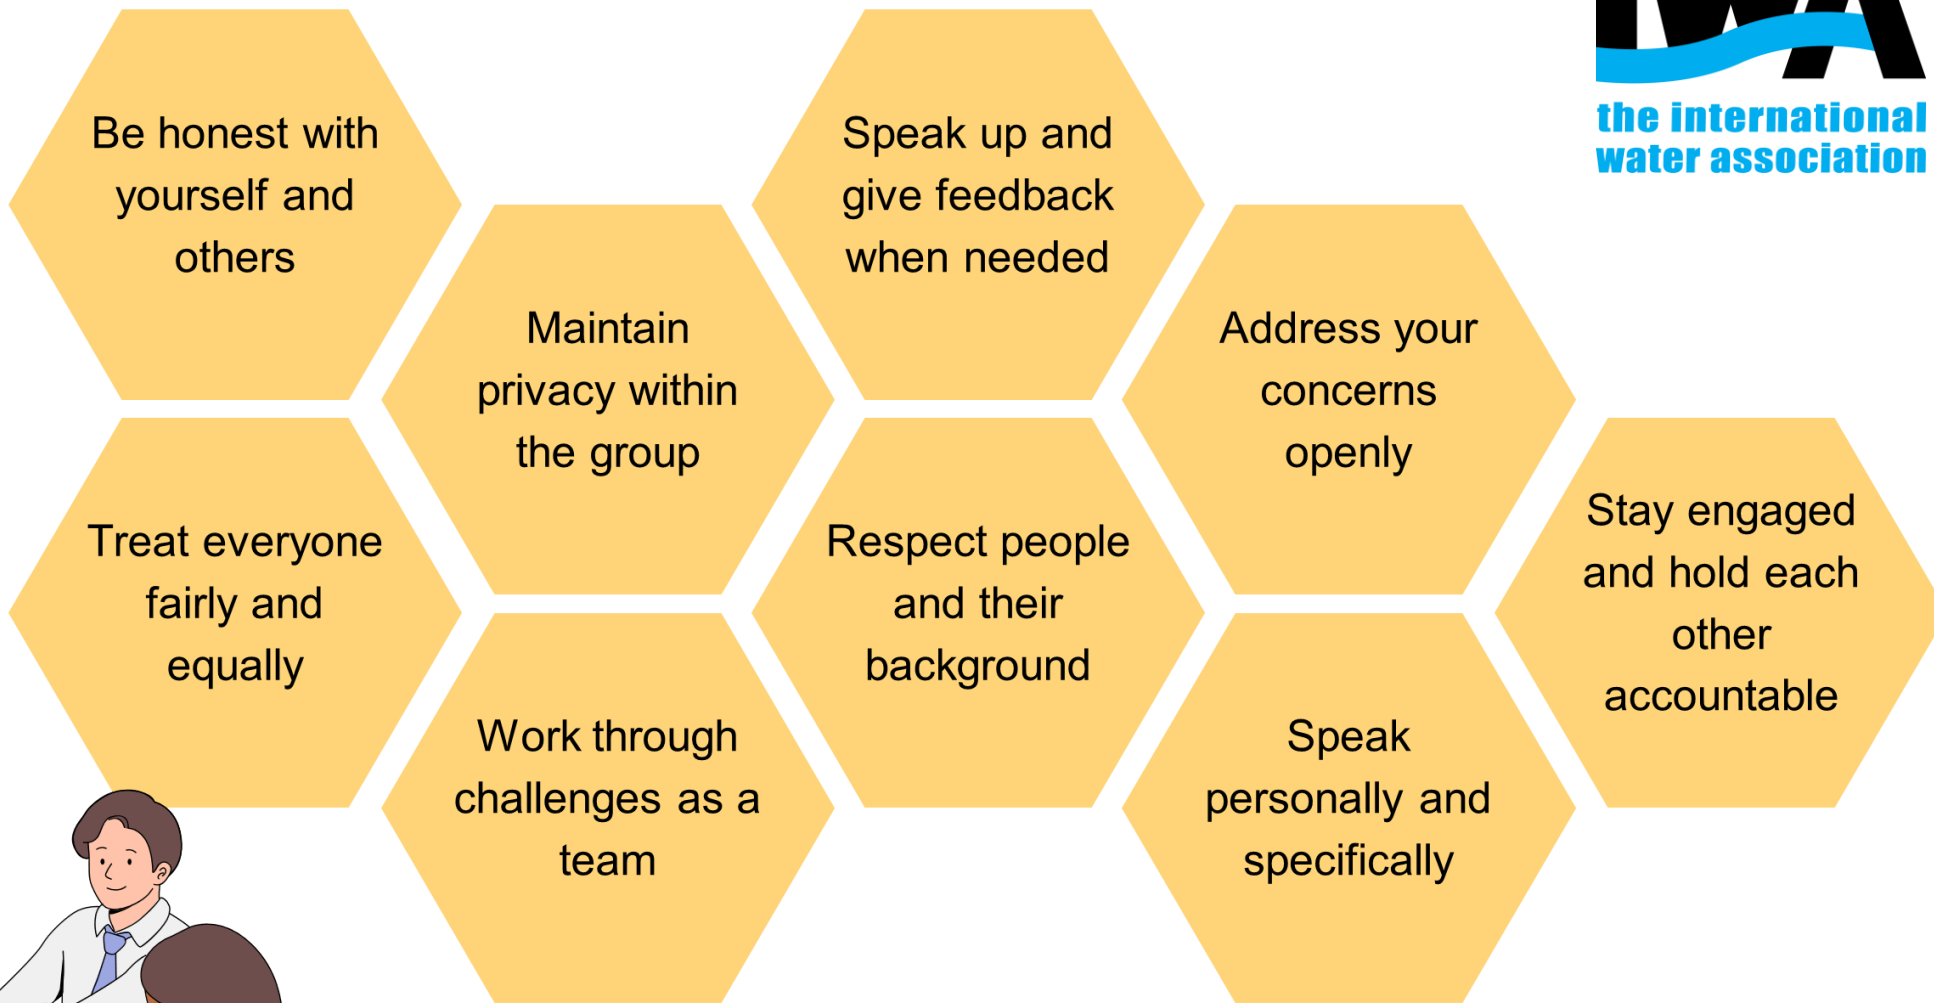 Be honest with
yourself and
others
Speak up and
give feedback
when needed
the international
water association
Maintain
privacy within
the group
Address your
concerns
openly
Treat everyone
fairly and
equally
Respect people
and their
background
Stay engaged
and hold each
other
accountable
Work through
challenges as a
team
Speak
personally and
specifically